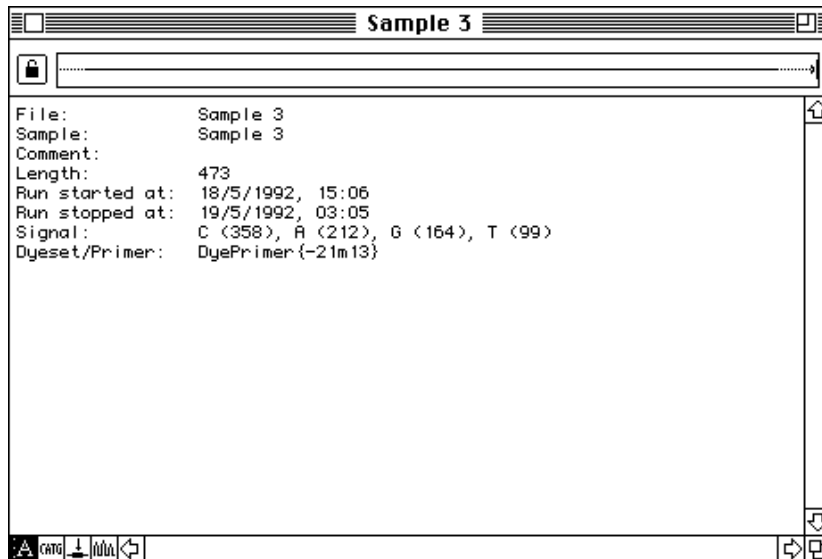 Sample 3
File: Sample 3
Sample: Sample 3
Comment:
Length: 473
Run started at: 18/5/1992, 15:06
Run stopped at: 19/5/1992, 03:05
Signal: C (358), A (212), G (164), T (99)
Dyeset/Primer: DyePrimer{-21m13}
A CATG